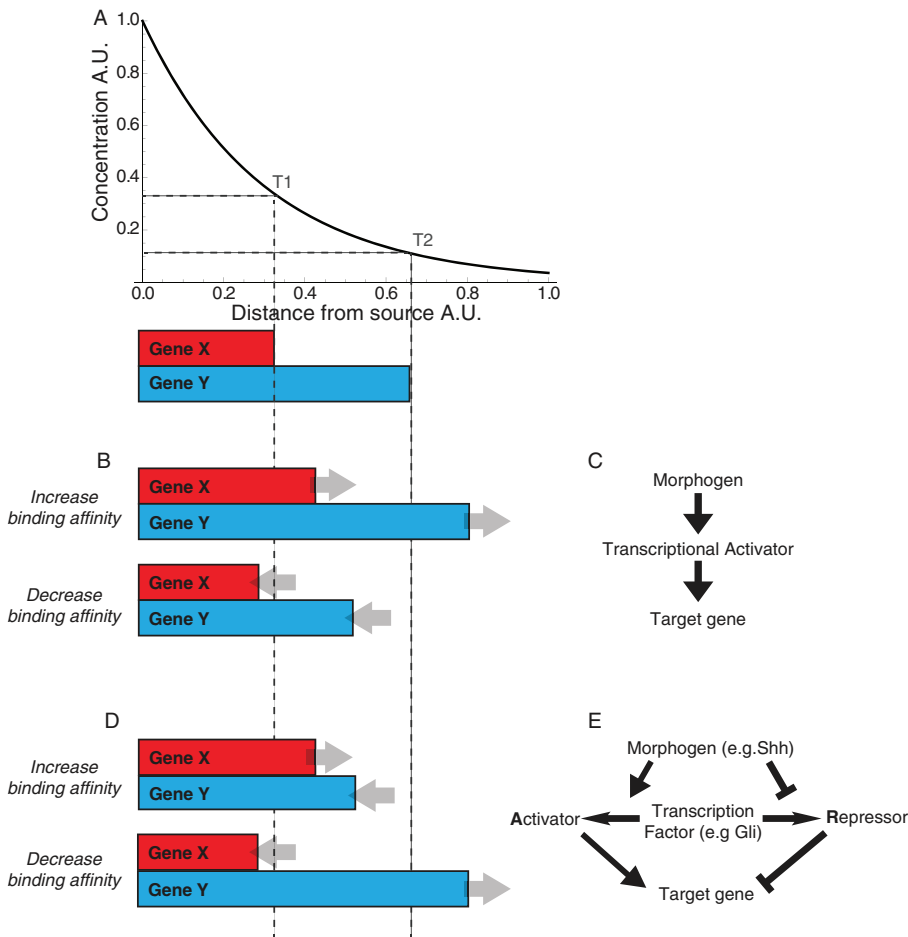 A
1.0
0.8
0.6
0.4
0.2
Concentration A.U.
T1
T2
0.0
0.2
0.4
0.6
0.8
1.0
Distance from source A.U.
Gene X
Gene Y
B
Increase
binding affinity
Gene X
Gene Y
Decrease
binding affinity
Gene X
Gene Y
C
Morphogen
Transcriptional Activator
Target gene
D
Increase
binding affinity
Gene X
Gene Y
Decrease
binding affinity
Gene X
Gene Y
E
Morphogen (e.g.Shh)
Activator
Transcription
Factor (e.g Gli)
Repressor
Target gene